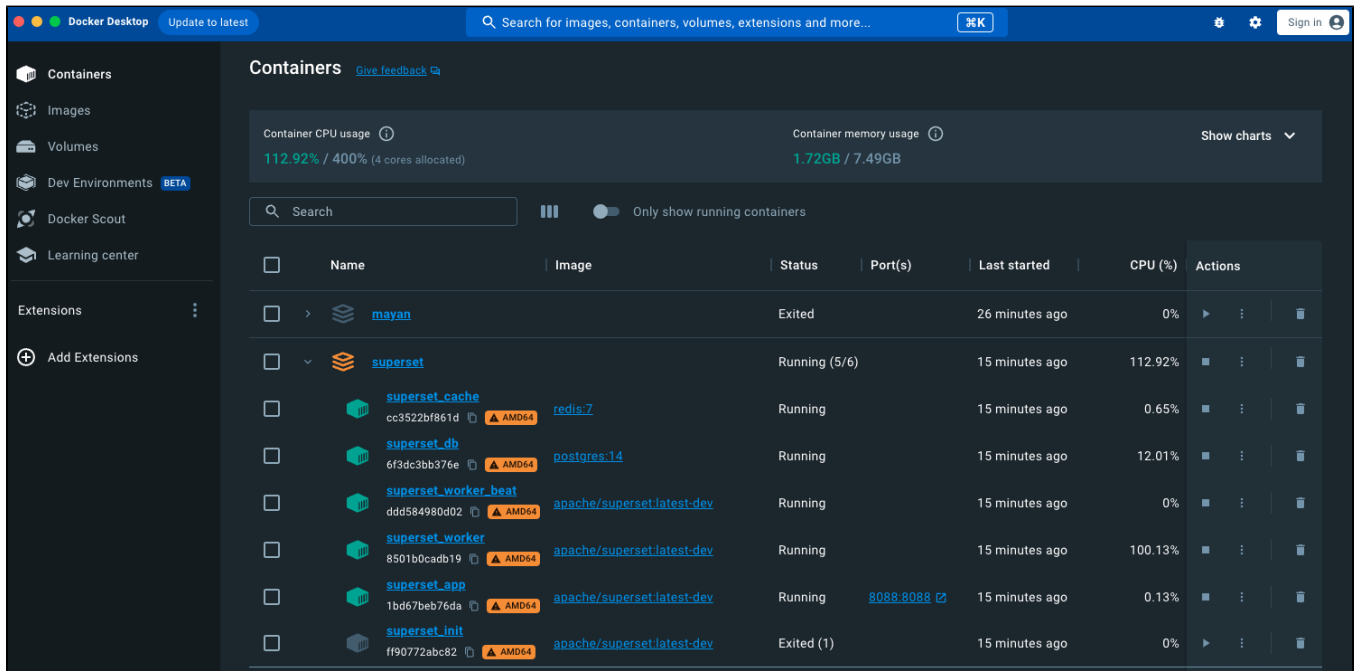 Docker Desktop Update to latest Search for images, containers, volumes, extensions and more... ⌘K Sign in
Containers
Images
Volumes
Dev Environments BETA
Docker Scout
Learning center
Extensions
Add Extensions
Containers Give feedback
Container CPU usage
112.92% / 400% (4 cores allocated)
Container memory usage
1.72GB / 7.49GB
Show charts
Search Only show running containers
Name Image Status Port(s) Last started CPU (%) Actions
mayan Exited 26 minutes ago 0%
superset Running (5/6) 15 minutes ago 112.92%
superset_cache
cc3522bf861d AMD64 redis:7 Running 15 minutes ago 0.65%
superset_db
6f3dc3bb376e AMD64 postgres:14 Running 15 minutes ago 12.01%
superset_worker_beat
ddd584980d02 AMD64 apache/superset:latest-dev Running 15 minutes ago 0%
superset_worker
8501b0cadb19 AMD64 apache/superset:latest-dev Running 15 minutes ago 100.13%
superset_app
1bd67beb76da AMD64 apache/superset:latest-dev Running 8088:8088 15 minutes ago 0.13%
superset_init
ff90772abc82 AMD64 apache/superset:latest-dev Exited (1) 15 minutes ago 0%